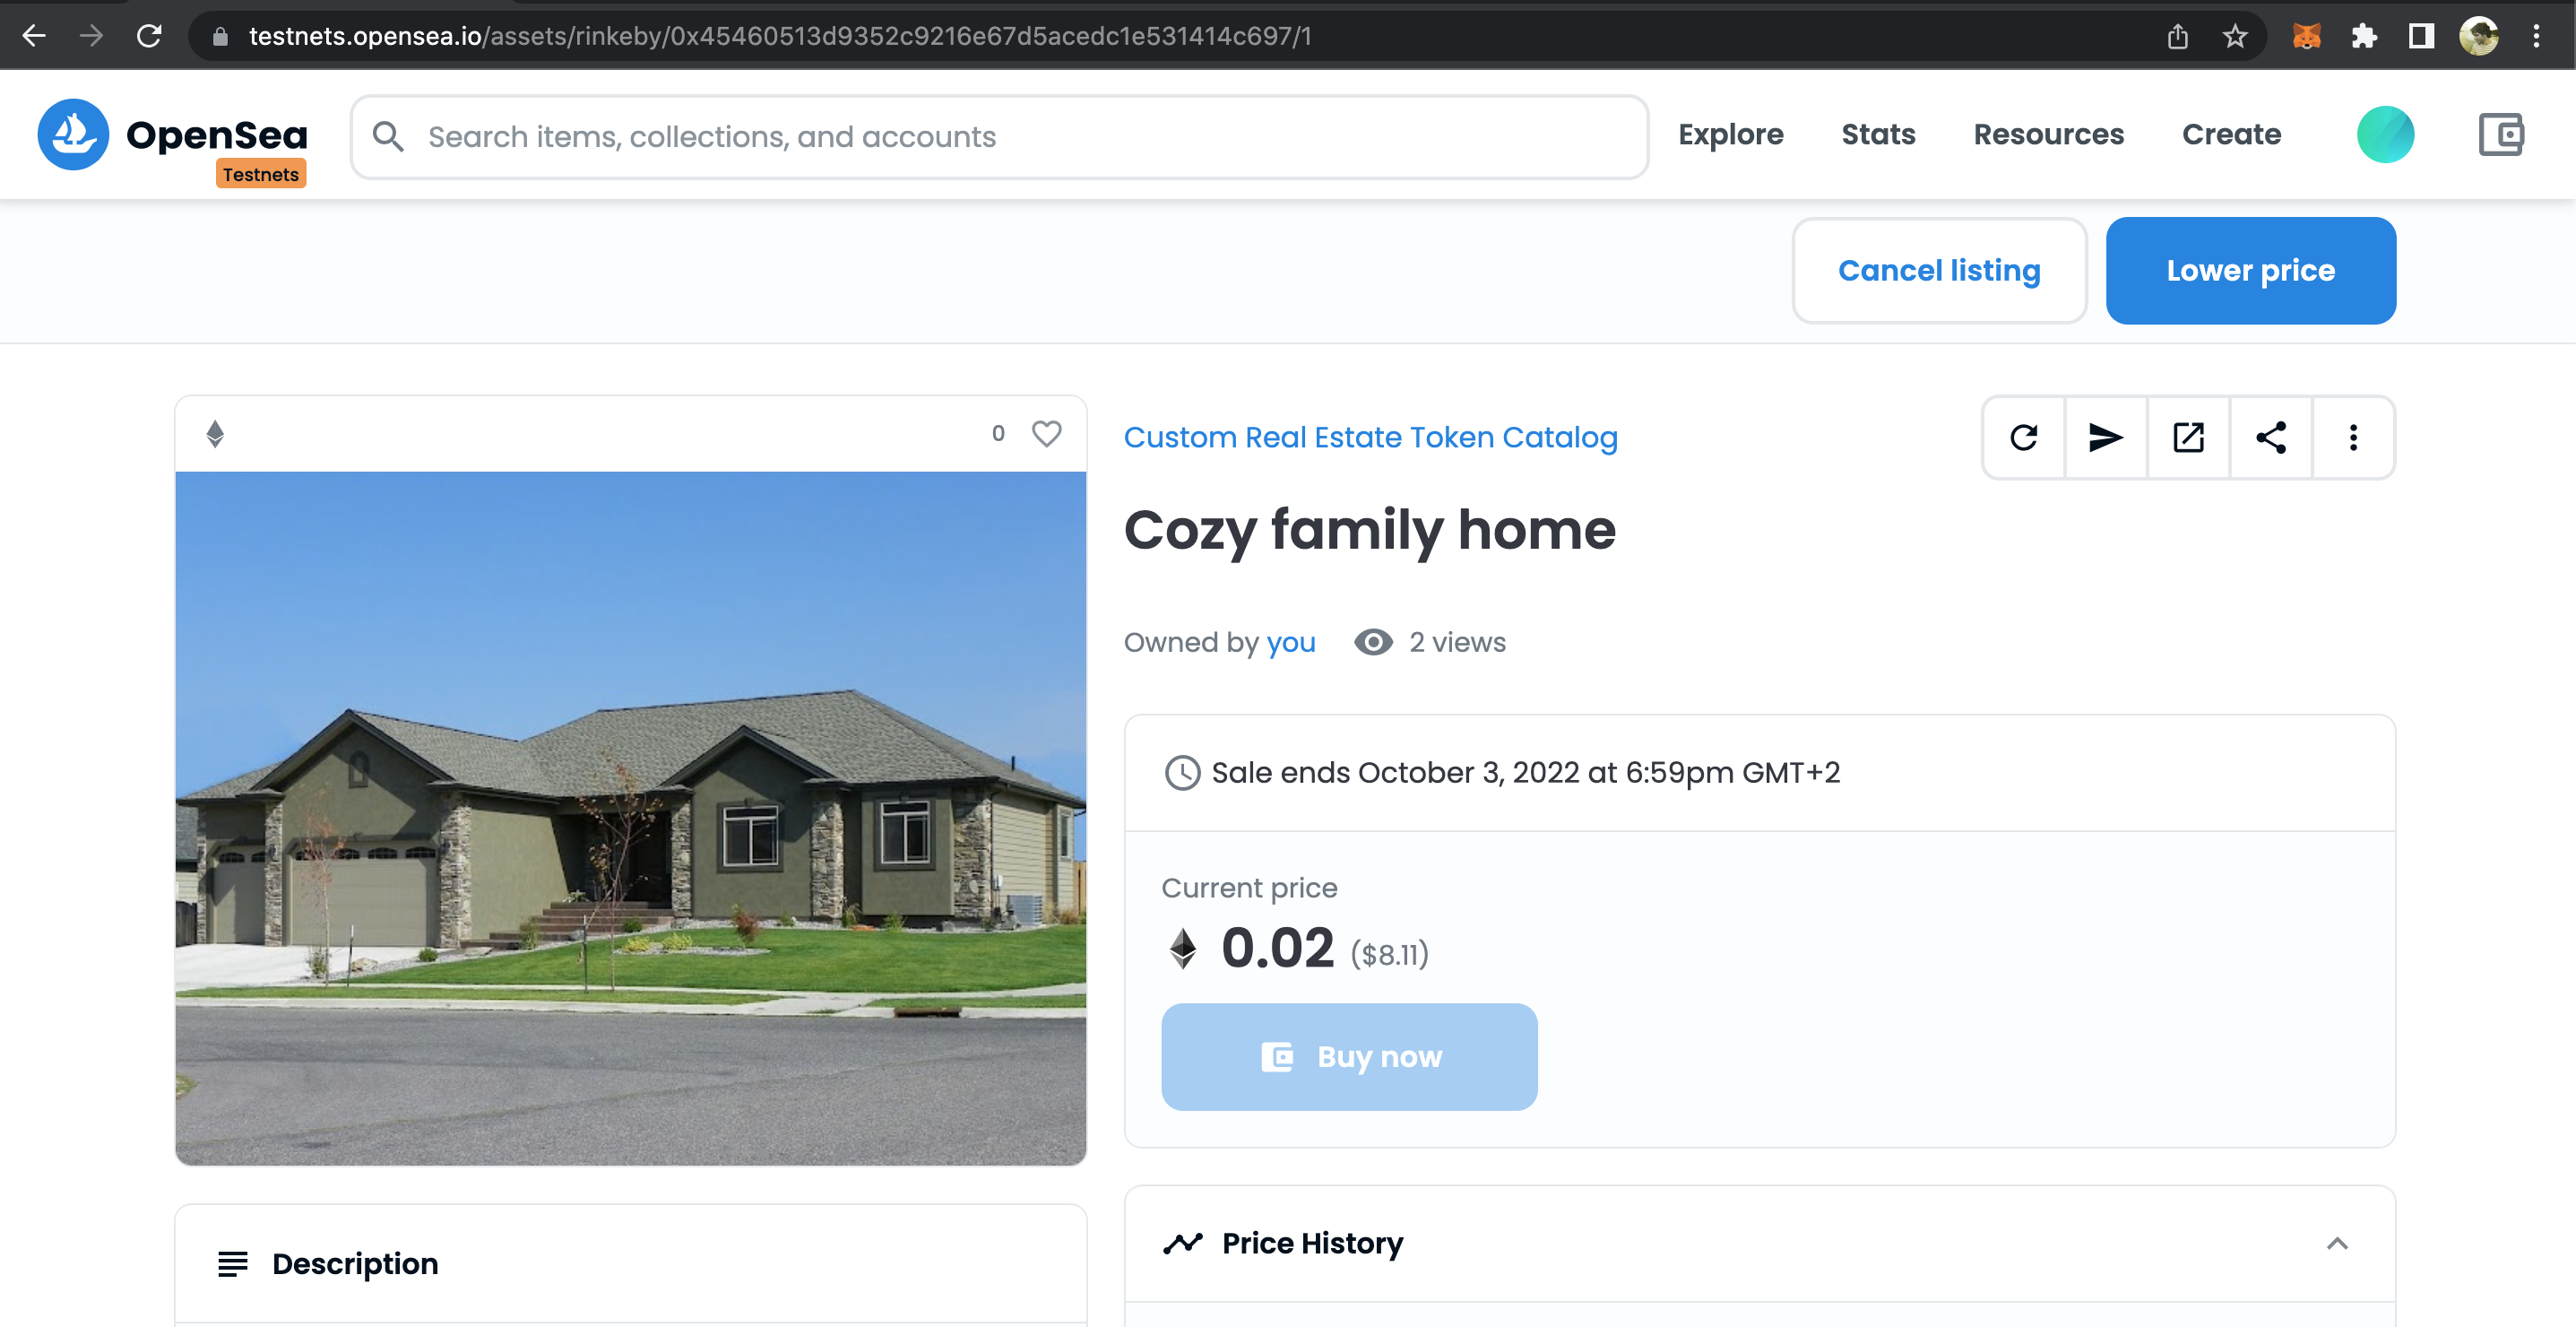 testnets.opensea.io/assets/rinkeby/0x45460513d9352c9216e67d5acedc1e531414c697/1
OpenSea
Testnets
Search items, collections, and accounts
Explore
Stats
Resources
Create
Cancel listing
Lower price
0
Custom Real Estate Token Catalog
Cozy family home
Owned by you
2 views
Sale ends October 3, 2022 at 6:59pm GMT+2
Current price
0.02 ($8.11)
Buy now
Description
Price History